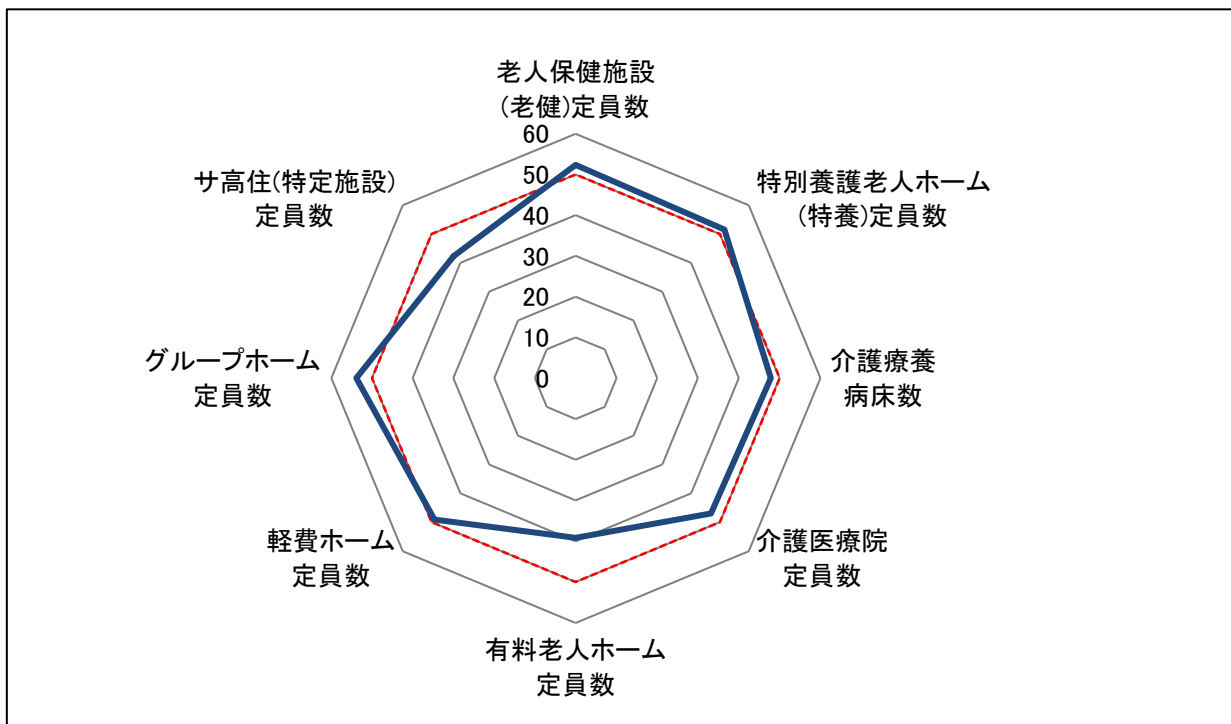 老人保健施設
(老健)定員数
特別養護老人ホーム
(特養)定員数
介護療養
病床数
介護医療院
定員数
有料老人ホーム
定員数
軽費ホーム
定員数
グループホーム
定員数
サ高住(特定施設)
定員数
60
50
40
30
20
10
0